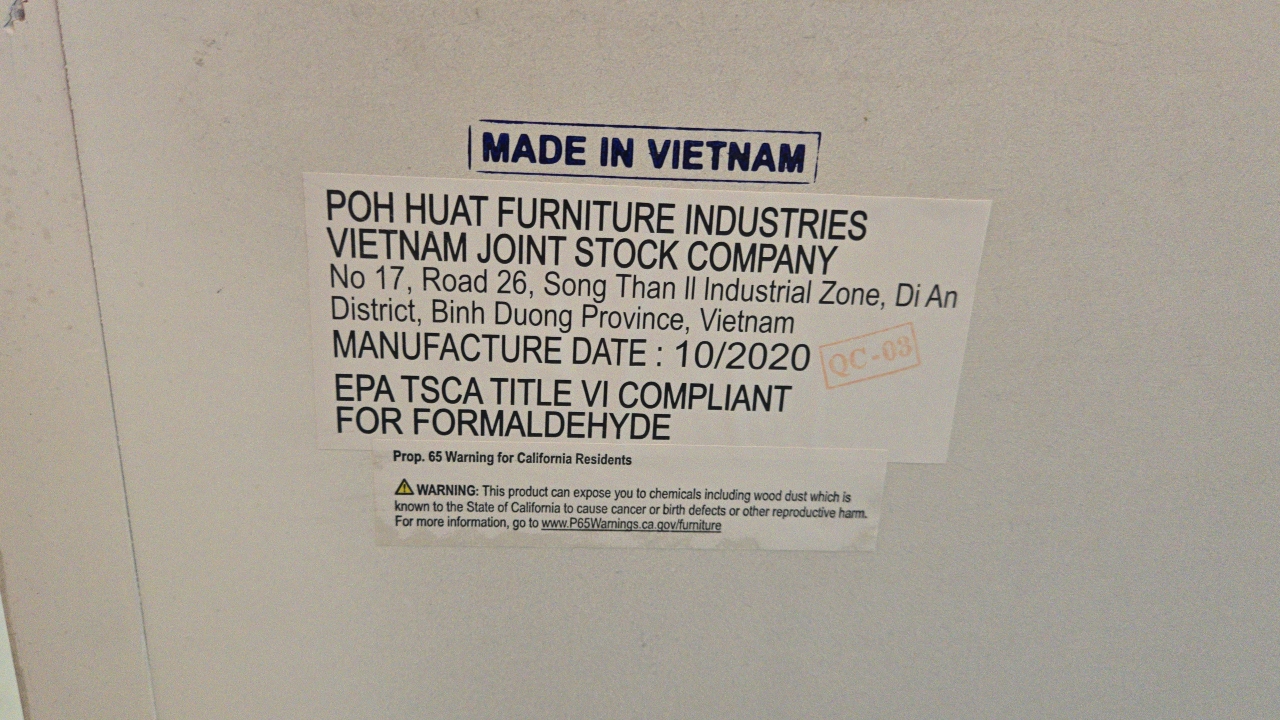 MADE IN VIETNAM
POH HUAT FURNITURE INDUSTRIES
VIETNAM JOINT STOCK COMPANY
No 17, Road 26, Song Than II Industrial Zone, Di An
District, Binh Duong Province, Vietnam
MANUFACTURE DATE : 10/2020
QC-03
EPA TSCA TITLE VI COMPLIANT
FOR FORMALDEHYDE
Prop. 65 Warning for California Residents
WARNING: This product can expose you to chemicals including wood dust which is
known to the State of California to cause cancer or birth defects or other reproductive harm.
For more information, go to www.P65Warnings.ca.gov/furniture